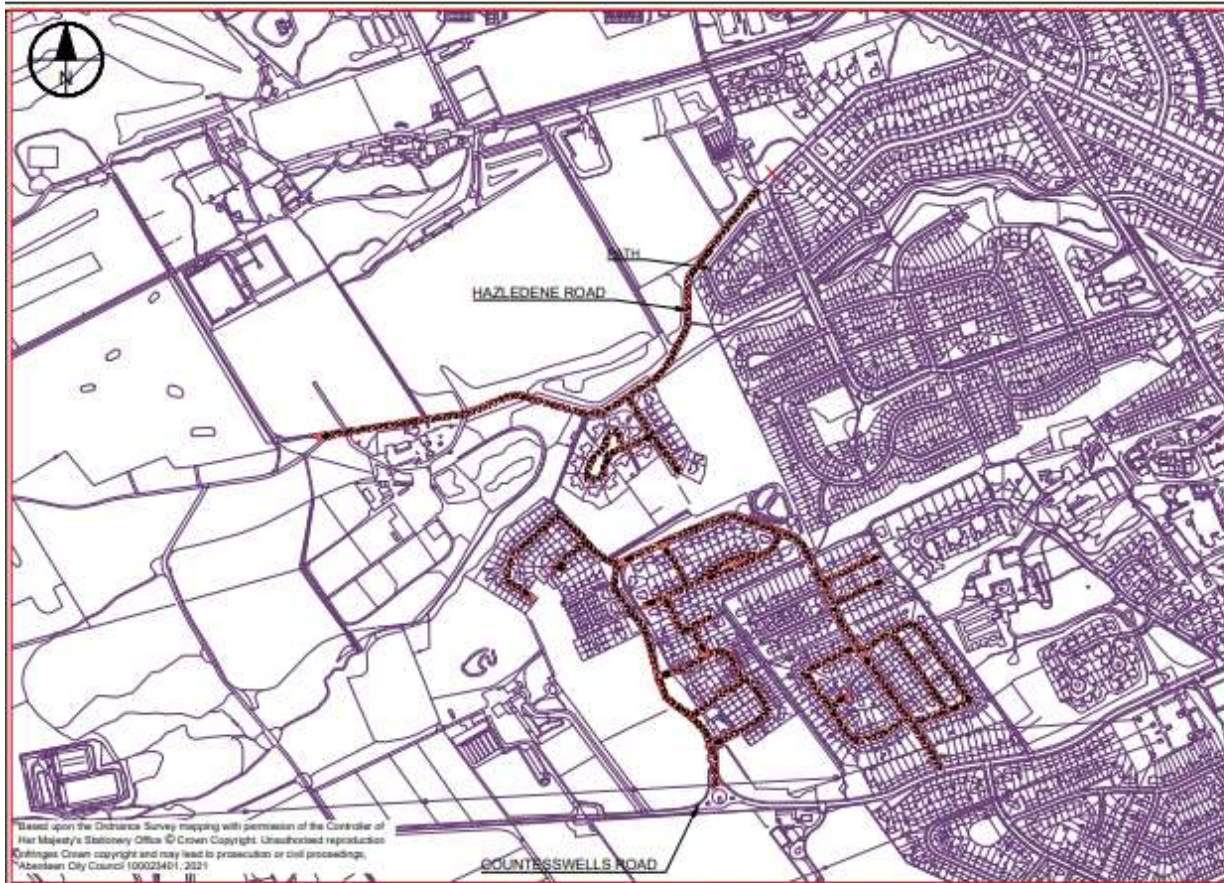 N
PATH
HAZLEDENE ROAD
"Based upon the Ordnance Survey mapping with permission of the Controller of
Her Majesty's Stationery Office © Crown Copyright. Unauthorised reproduction
infringes Crown copyright and may lead to prosecution or civil proceedings,
"Aberdeen City Council 100023401, 2021
COUNTESSWELLS ROAD